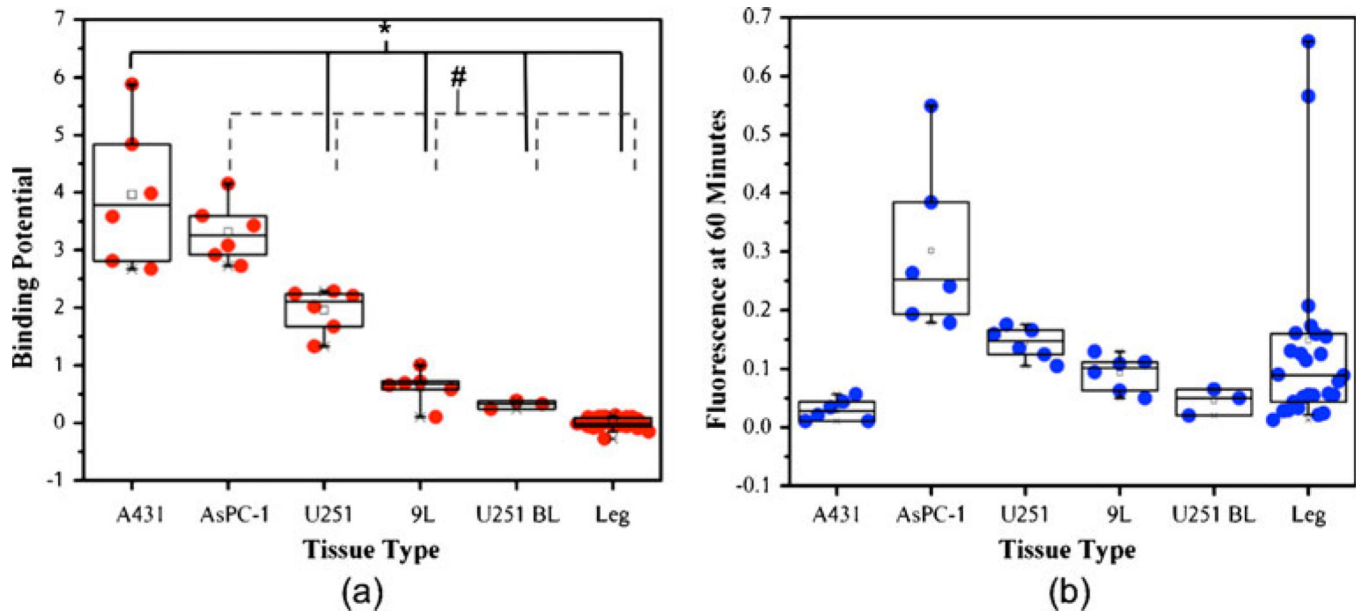 7
6
5
4
3
2
1
0
-1
Binding Potential
*
#
A431 AsPC-1 U251 9L U251 BL Leg
Tissue Type
(a)
0.7
0.6
0.5
0.4
0.3
0.2
0.1
0.0
-0.1
Fluorescence at 60 Minutes
A431 AsPC-1 U251 9L U251 BL Leg
Tissue Type
(b)